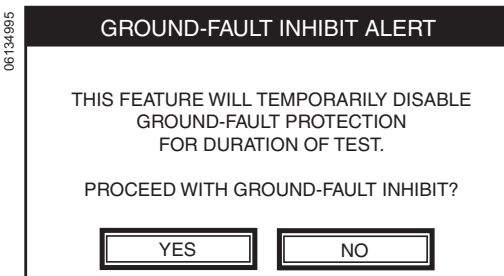 06134995
GROUND-FAULT INHIBIT ALERT
THIS FEATURE WILL TEMPORARILY DISABLE
GROUND-FAULT PROTECTION
FOR DURATION OF TEST.
PROCEED WITH GROUND-FAULT INHIBIT?
YES
NO